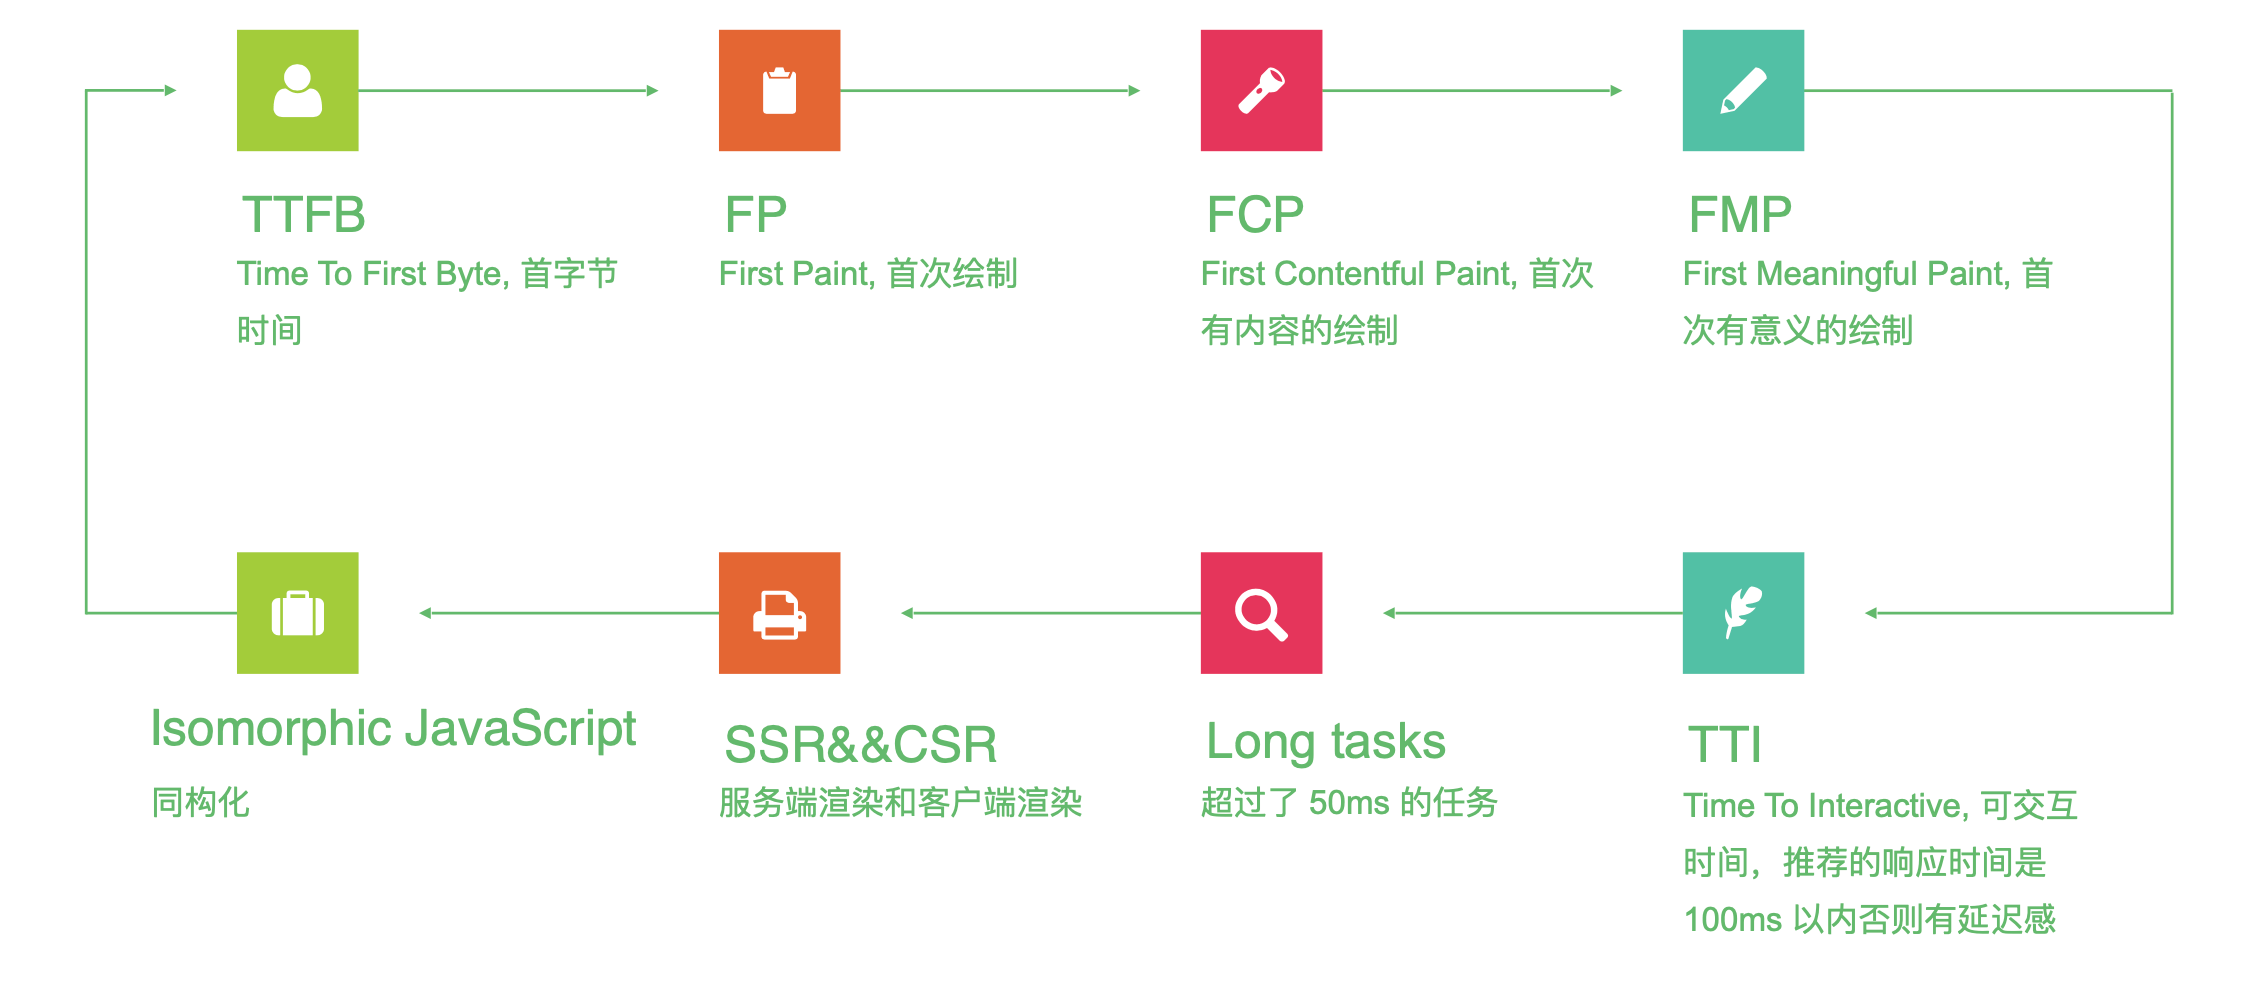 TTFB
Time To First Byte, 首字节
时间
FP
First Paint, 首次绘制
FCP
First Contentful Paint, 首次
有内容的绘制
FMP
First Meaningful Paint, 首
次有意义的绘制
Isomorphic JavaScript
同构化
SSR&&CSR
服务端渲染和客户端渲染
Long tasks
超过了 50ms 的任务
TTI
Time To Interactive, 可交互
时间，推荐的响应时间是
100ms 以内否则有延迟感